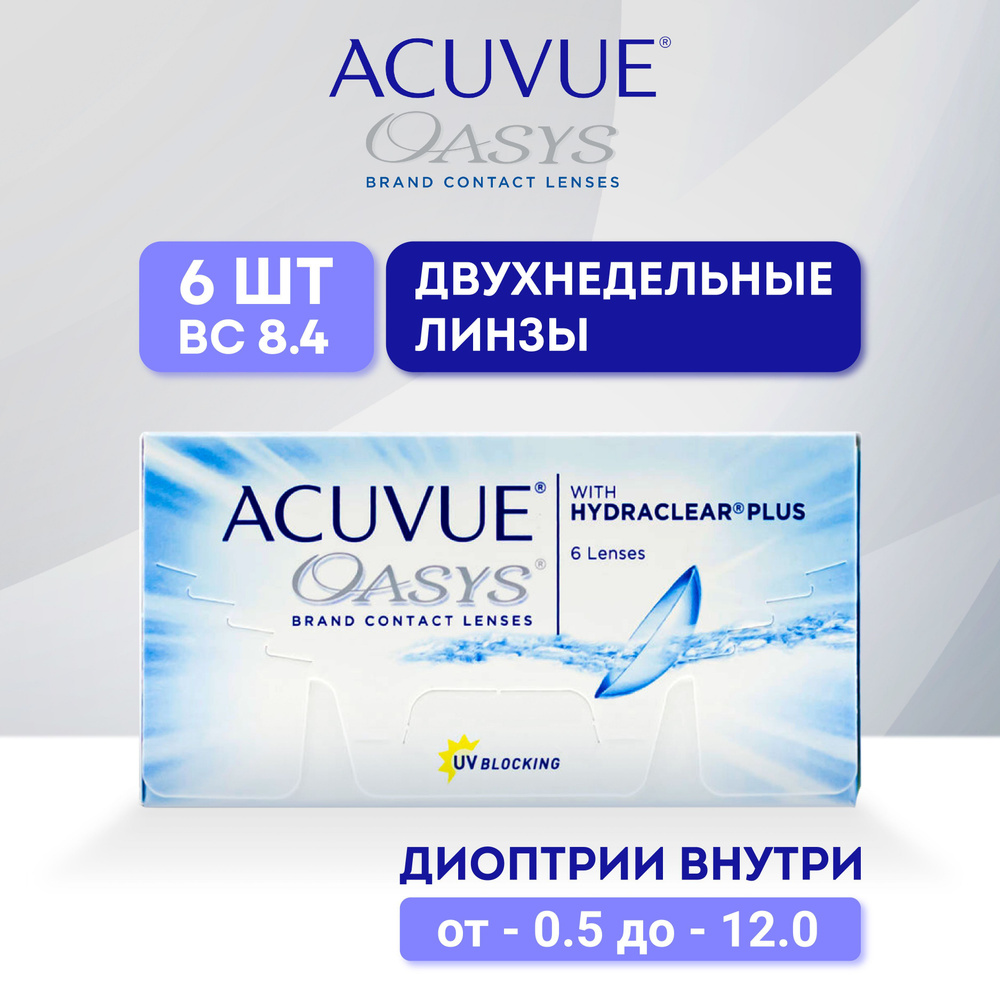 ACUVUE®
OASYS
BRAND CONTACT LENSES
6 ШТ
ВС 8.4
ДВУХНЕДЕЛЬНЫЕ
ЛИНЗЫ
ACUVUE®
OASYS®
BRAND CONTACT LENSES
WITH
HYDRACLEAR® PLUS
6 Lenses
UV BLOCKING
ДИОПТРИИ ВНУТРИ
от - 0.5 до - 12.0